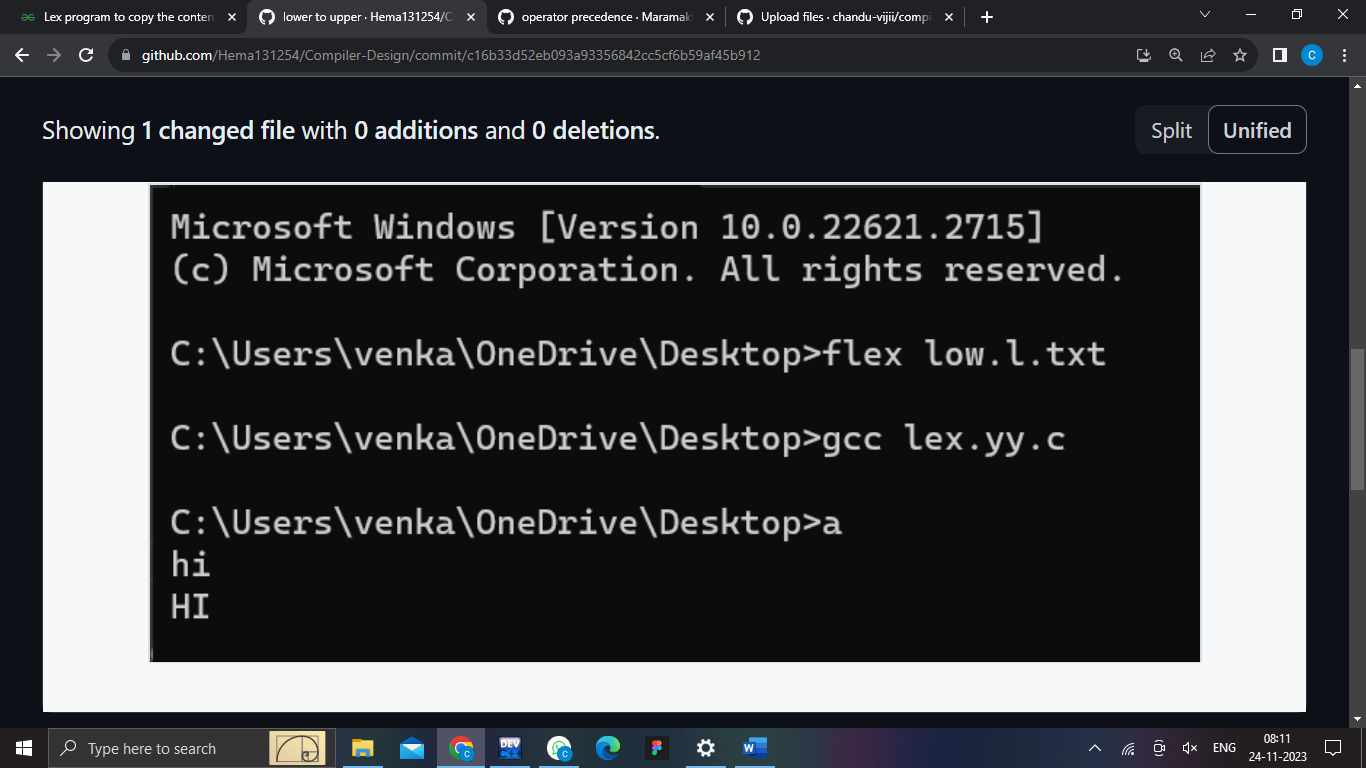 Lex program to copy the conten
lower to upper · Hema131254/C
operator precedence · Maramak
Upload files · chandu-vijii/compi
github.com/Hema131254/Compiler-Design/commit/c16b33d52eb093a93356842cc5cf6b59af45b912
C
Showing 1 changed file with 0 additions and 0 deletions.
Split Unified
Microsoft Windows [Version 10.0.22621.2715]
(c) Microsoft Corporation. All rights reserved.
C:\Users\venka\OneDrive\Desktop>flex low.l.txt
C:\Users\venka\OneDrive\Desktop>gcc lex.yy.c
C:\Users\venka\OneDrive\Desktop>a
hi
HI
Type here to search
DEV
ENG
08:11
24-11-2023